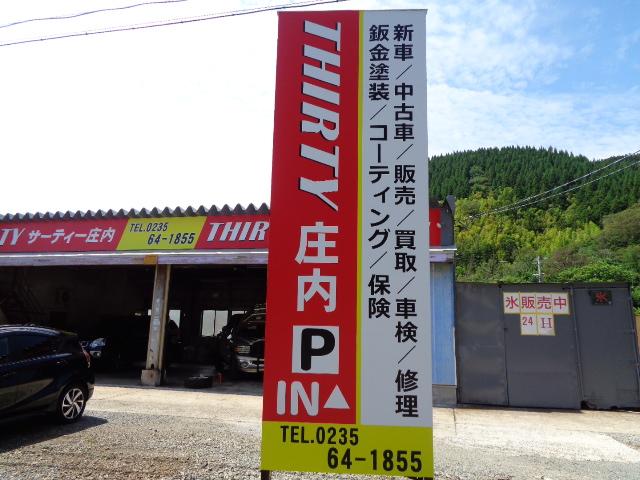 新車／中古車／販売／買取／車検／修理
鈑金塗装／コーティング／保険
THIRTY 庄内 P
IN▲
TEL.0235
64-1855
TY サーティー庄内
TEL.0235
64-1855
THIR
氷販売中
24H
氷